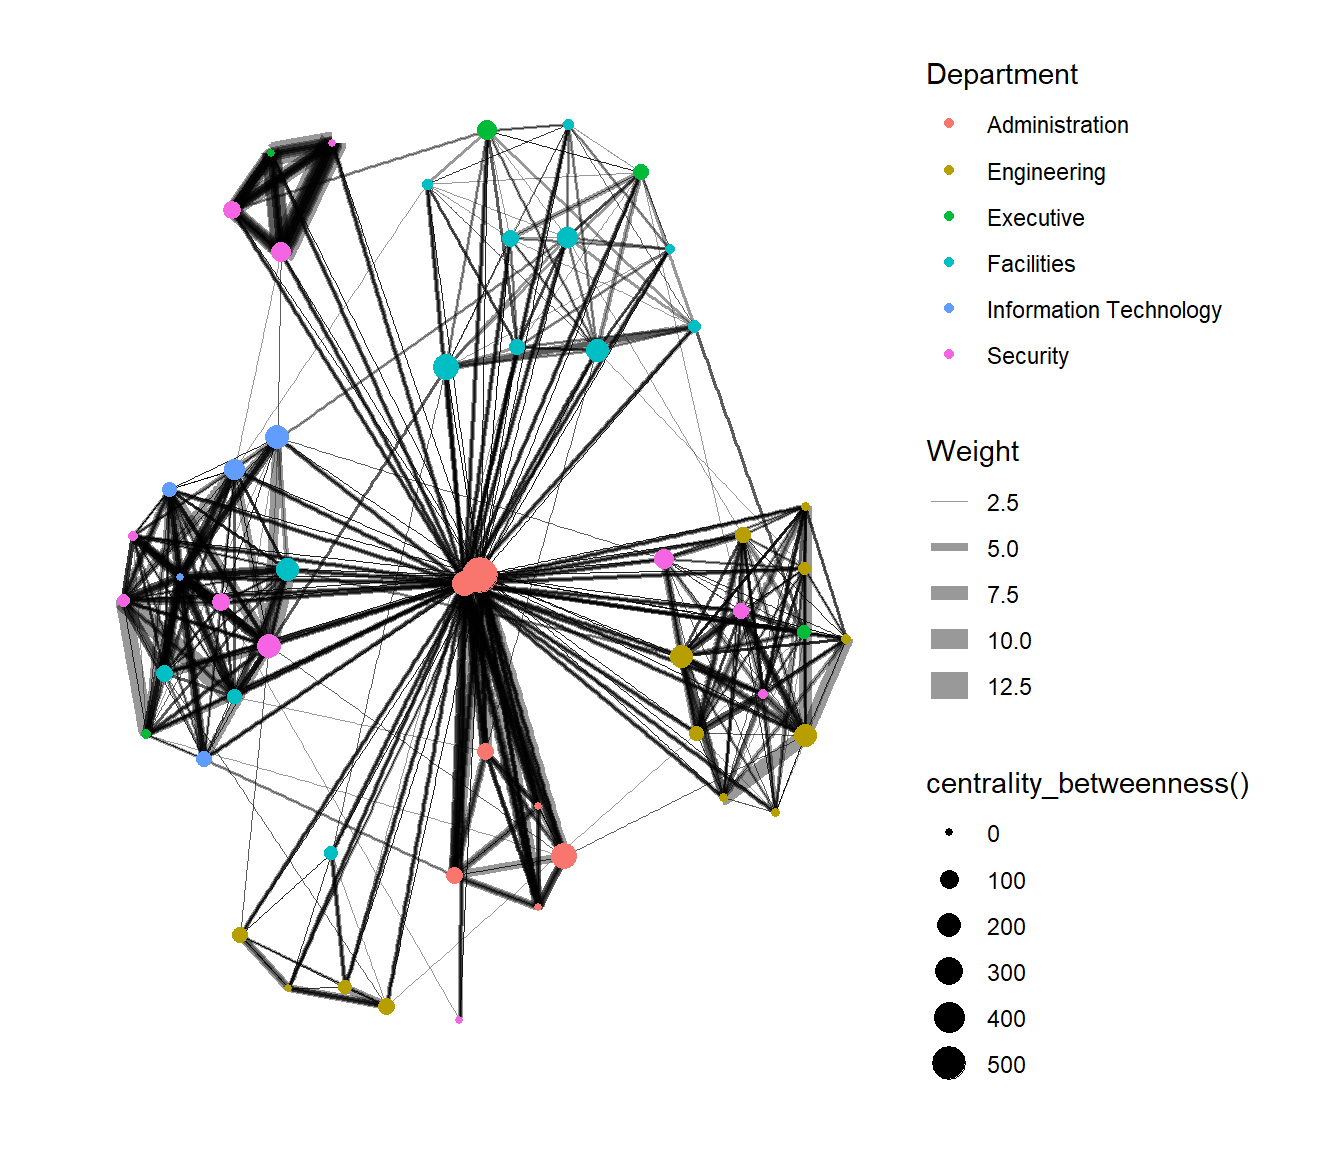 Department
Administration
Engineering
Executive
Facilities
Information Technology
Security
Weight
2.5
5.0
7.5
10.0
12.5
centrality_betweenness()
0
100
200
300
400
500